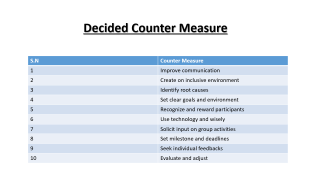 Decided Counter Measure
S.N Counter Measure
1 Improve communication
2 Create on inclusive environment
3 Identify root causes
4 Set clear goals and environment
5 Recognize and reward participants
6 Use technology and wisely
7 Solicit input on group activities
8 Set milestone and deadlines
9 Seek individual feedbacks
10 Evaluate and adjust